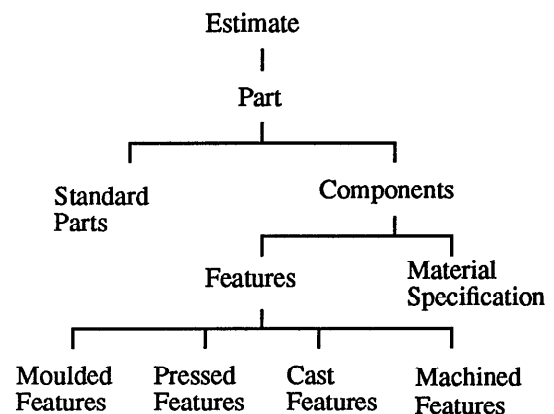 Estimate
Part
Standard
Parts
Components
Features
Material
Specification
Moulded
Features
Pressed
Features
Cast
Features
Machined
Features